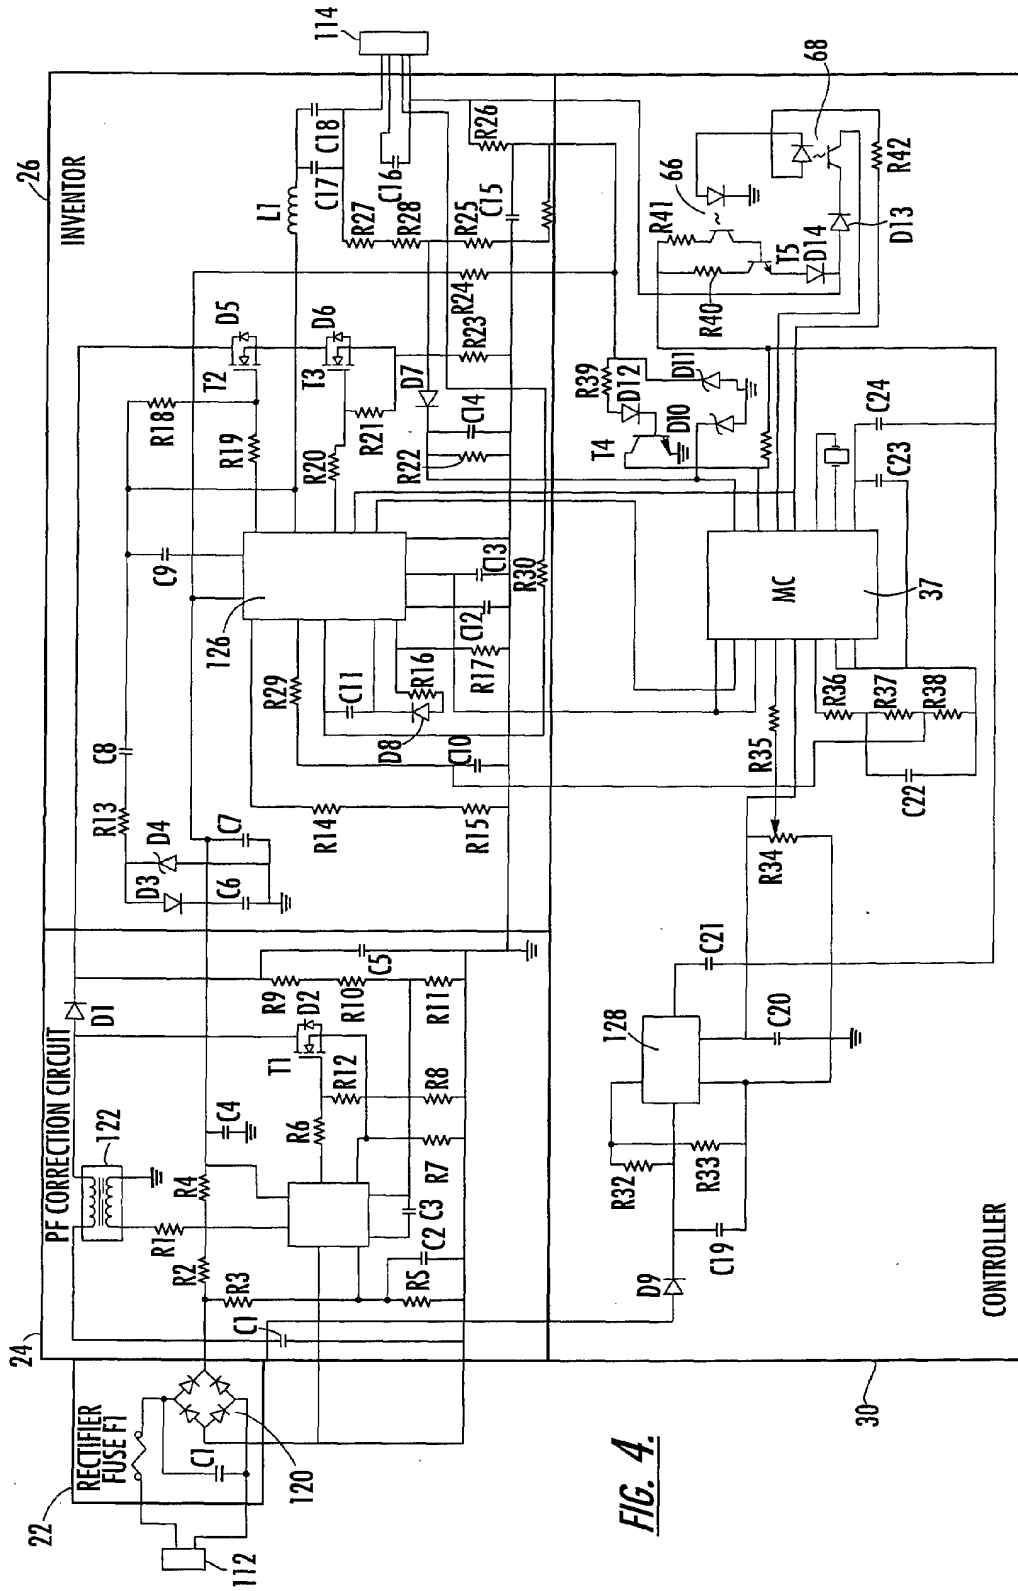 26
INVENTOR
114
24
PF CORRECTION CIRCUIT
122
22
RECTIFIER
FUSE F1
112
120
C1
C1
R1
R2
R3
R4
RS
R6
R7
R8
R9
R10
R11
R12
C2
C3
C4
C5
D1
D2
T1
D3
D4
C6
C7
R13
C8
C9
R14
R15
126
R29
C10
C11
D8
R16
R17
C12
C13
R30
R18
R19
R20
R21
T2
D5
T3
D6
R22
C14
D7
R23
R24
R25
R26
R27
R28
C15
C16
C17
C18
L1
30
CONTROLLER
D9
C19
R32
R33
128
C20
C21
R34
R35
R36
R37
R38
C22
MC
37
C23
C24
T4
R39
D12
D10
D11
R40
R41
66
T5
D14
D13
68
R42
FIG. 4.